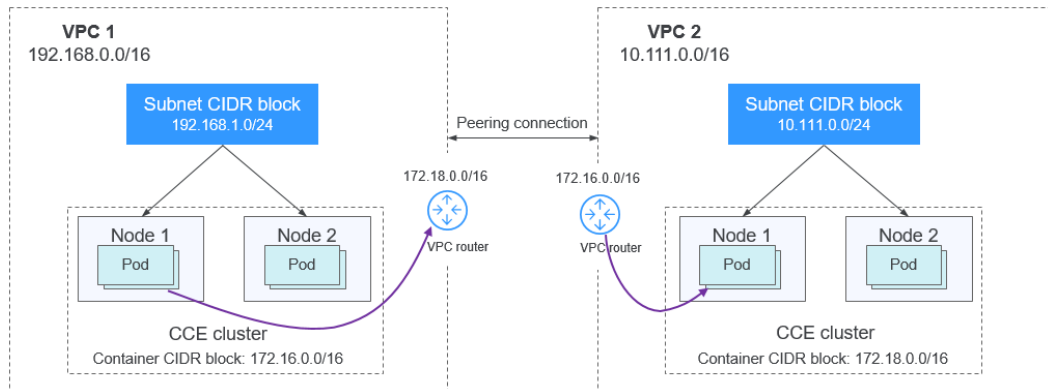 VPC 1
192.168.0.0/16
Subnet CIDR block
192.168.1.0/24
Node 1
Pod
Node 2
Pod
CCE cluster
Container CIDR block: 172.16.0.0/16
Peering connection
172.18.0.0/16
VPC router
172.16.0.0/16
VPC router
VPC 2
10.111.0.0/16
Subnet CIDR block
10.111.0.0/24
Node 1
Pod
Node 2
Pod
CCE cluster
Container CIDR block: 172.18.0.0/16